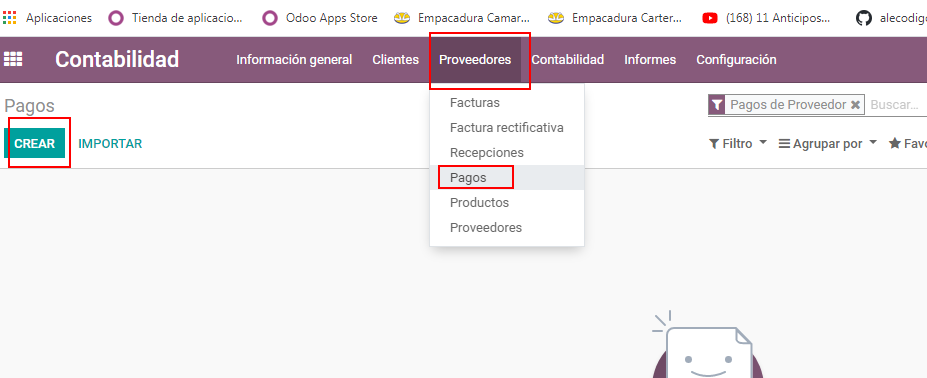 Aplicaciones Tienda de aplicacio... Odoo Apps Store Empacadura Camar... Empacadura Carter... (168) 11 Anticipos... alecodigo
Contabilidad Información general Clientes Proveedores Contabilidad Informes Configuración
Pagos
Pagos de Proveedor Buscar...
CREAR IMPORTAR
Filtro Agrupar por Favo
Facturas
Factura rectificativa
Recepciones
Pagos
Productos
Proveedores